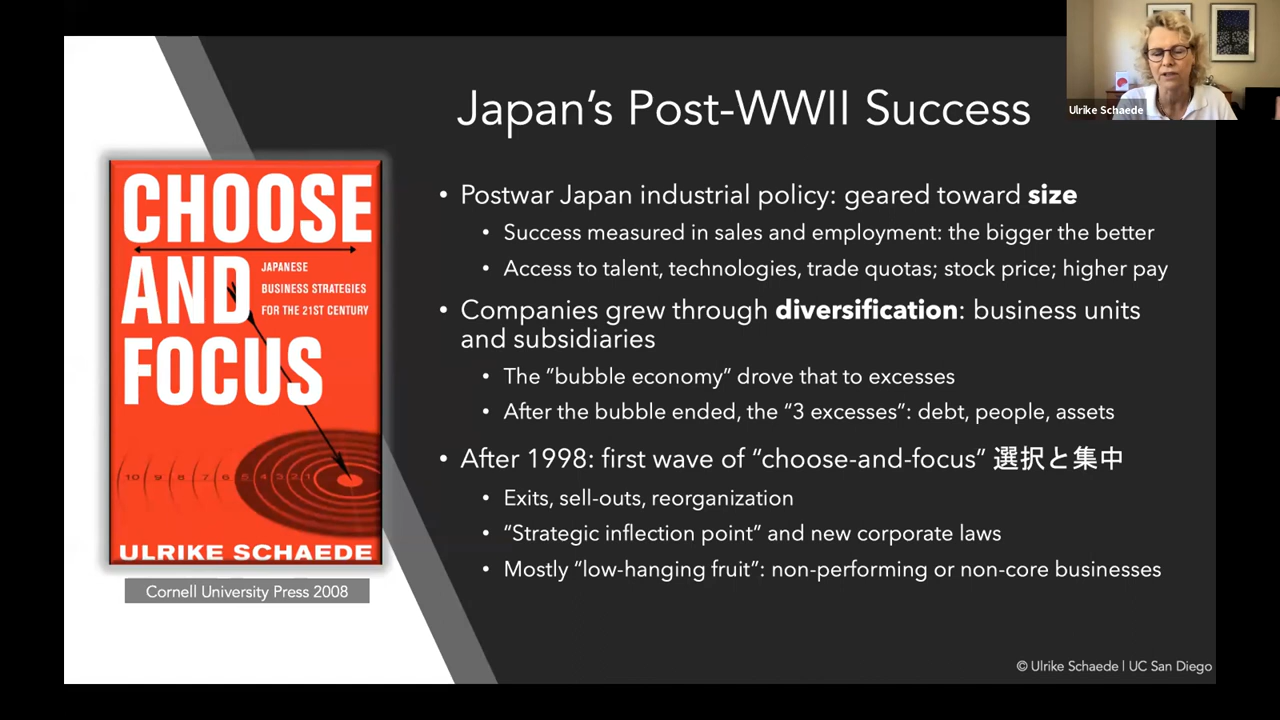 Ulrike Schaede
Japan's Post-WWII Success
CHOOSE
AND
FOCUS
JAPANESE
BUSINESS STRATEGIES
FOR THE 21ST CENTURY
10 9 8 7 6 5 4 3 2 1
ULRIKE SCHAEDE
Cornell University Press 2008
• Postwar Japan industrial policy: geared toward size
• Success measured in sales and employment: the bigger the better
• Access to talent, technologies, trade quotas; stock price; higher pay
• Companies grew through diversification: business units
and subsidiaries
• The "bubble economy" drove that to excesses
• After the bubble ended, the "3 excesses": debt, people, assets
• After 1998: first wave of "choose-and-focus" 選択と集中
• Exits, sell-outs, reorganization
• "Strategic inflection point" and new corporate laws
• Mostly "low-hanging fruit": non-performing or non-core businesses
© Ulrike Schaede | UC San Diego